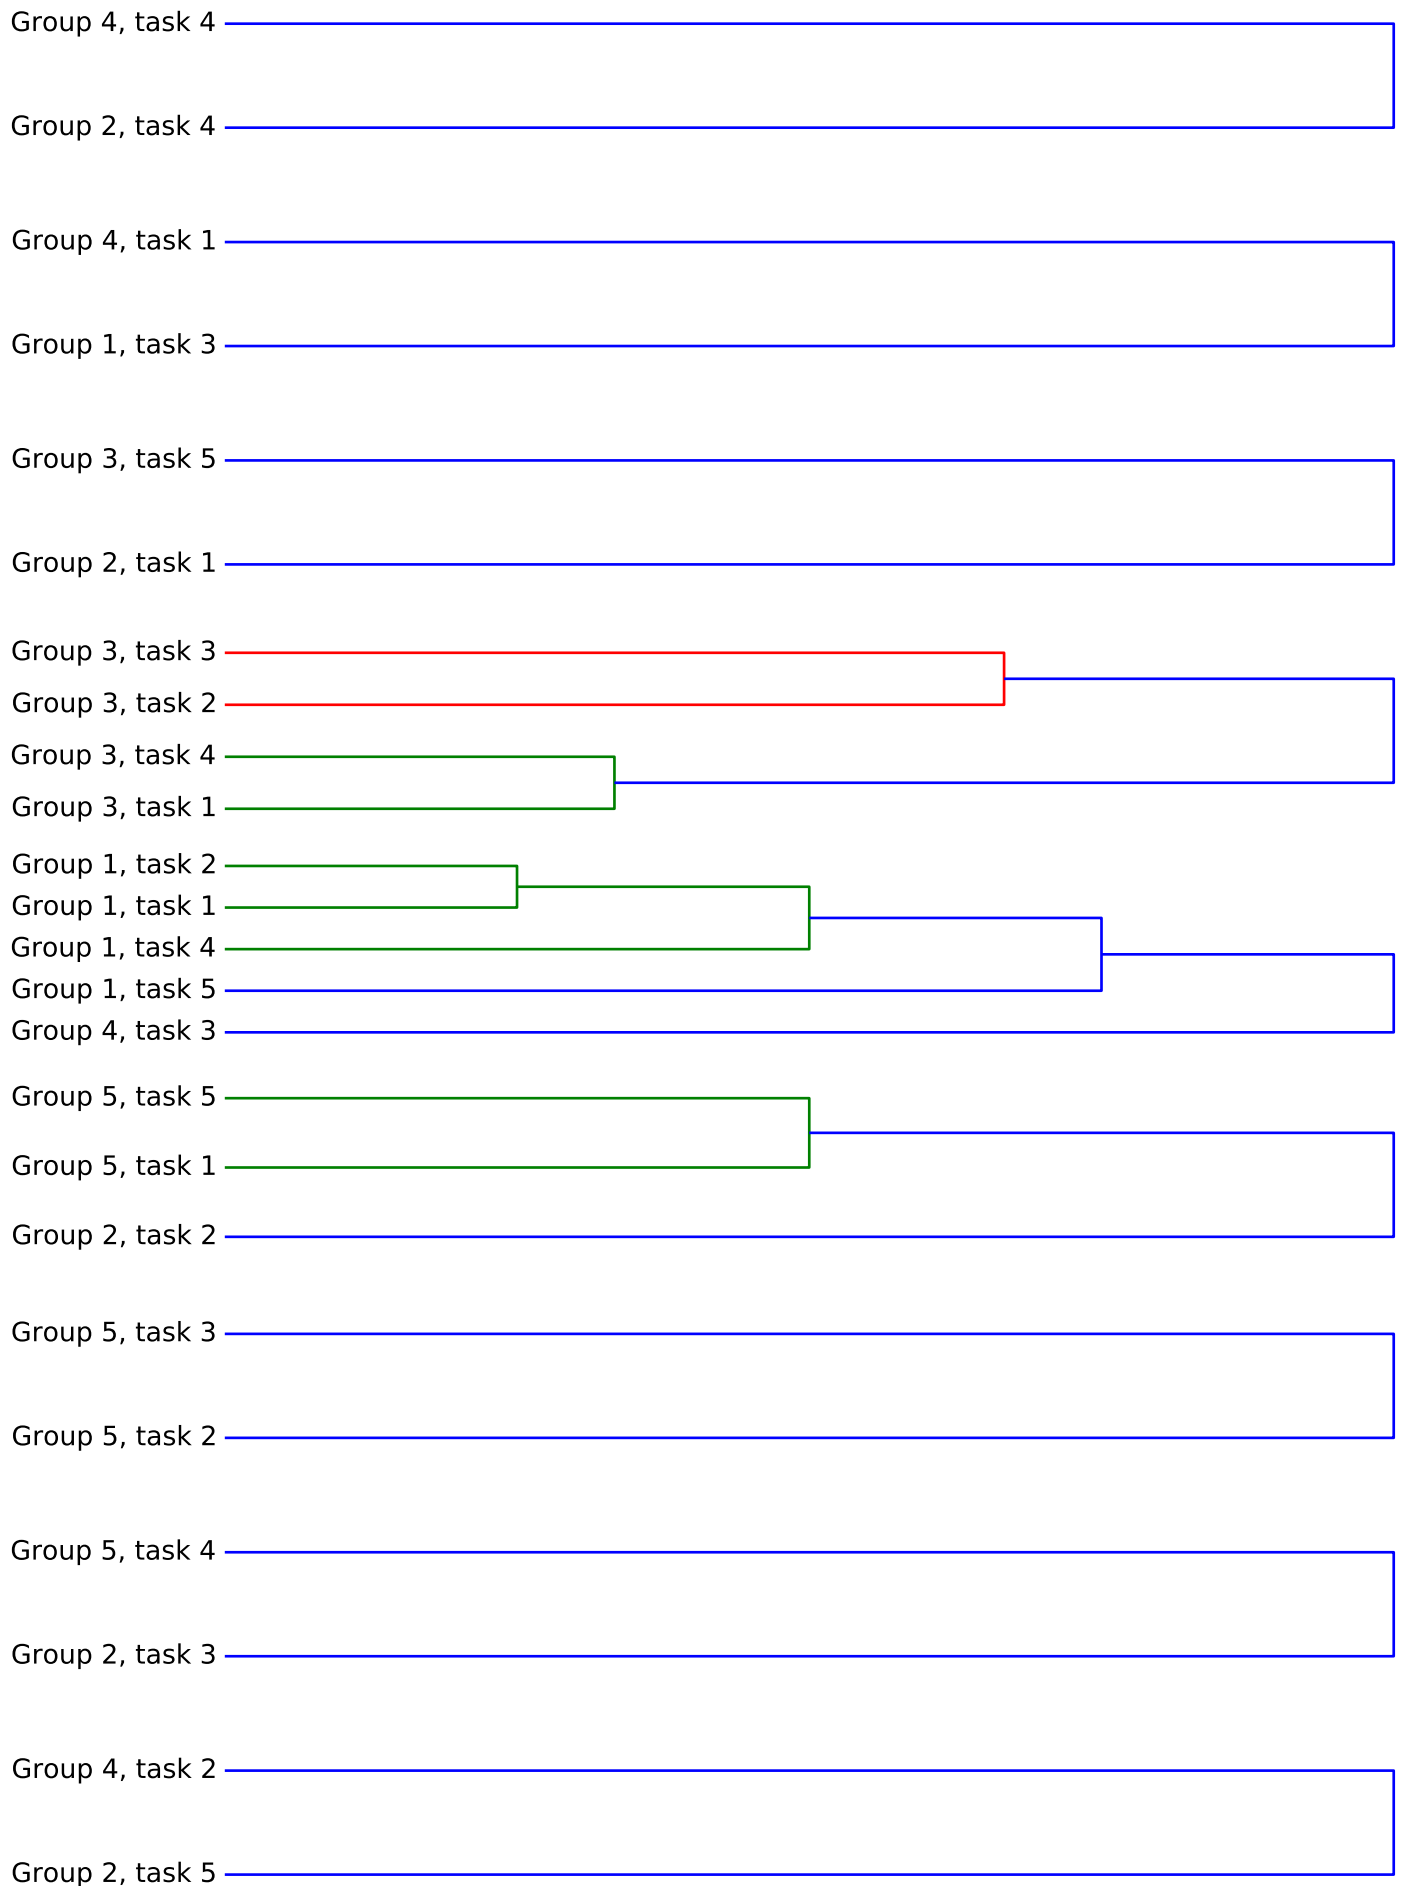 Group 4, task 4
Group 2, task 4
Group 4, task 1
Group 1, task 3
Group 3, task 5
Group 2, task 1
Group 3, task 3
Group 3, task 2
Group 3, task 4
Group 3, task 1
Group 1, task 2
Group 1, task 1
Group 1, task 4
Group 1, task 5
Group 4, task 3
Group 5, task 5
Group 5, task 1
Group 2, task 2
Group 5, task 3
Group 5, task 2
Group 5, task 4
Group 2, task 3
Group 4, task 2
Group 2, task 5